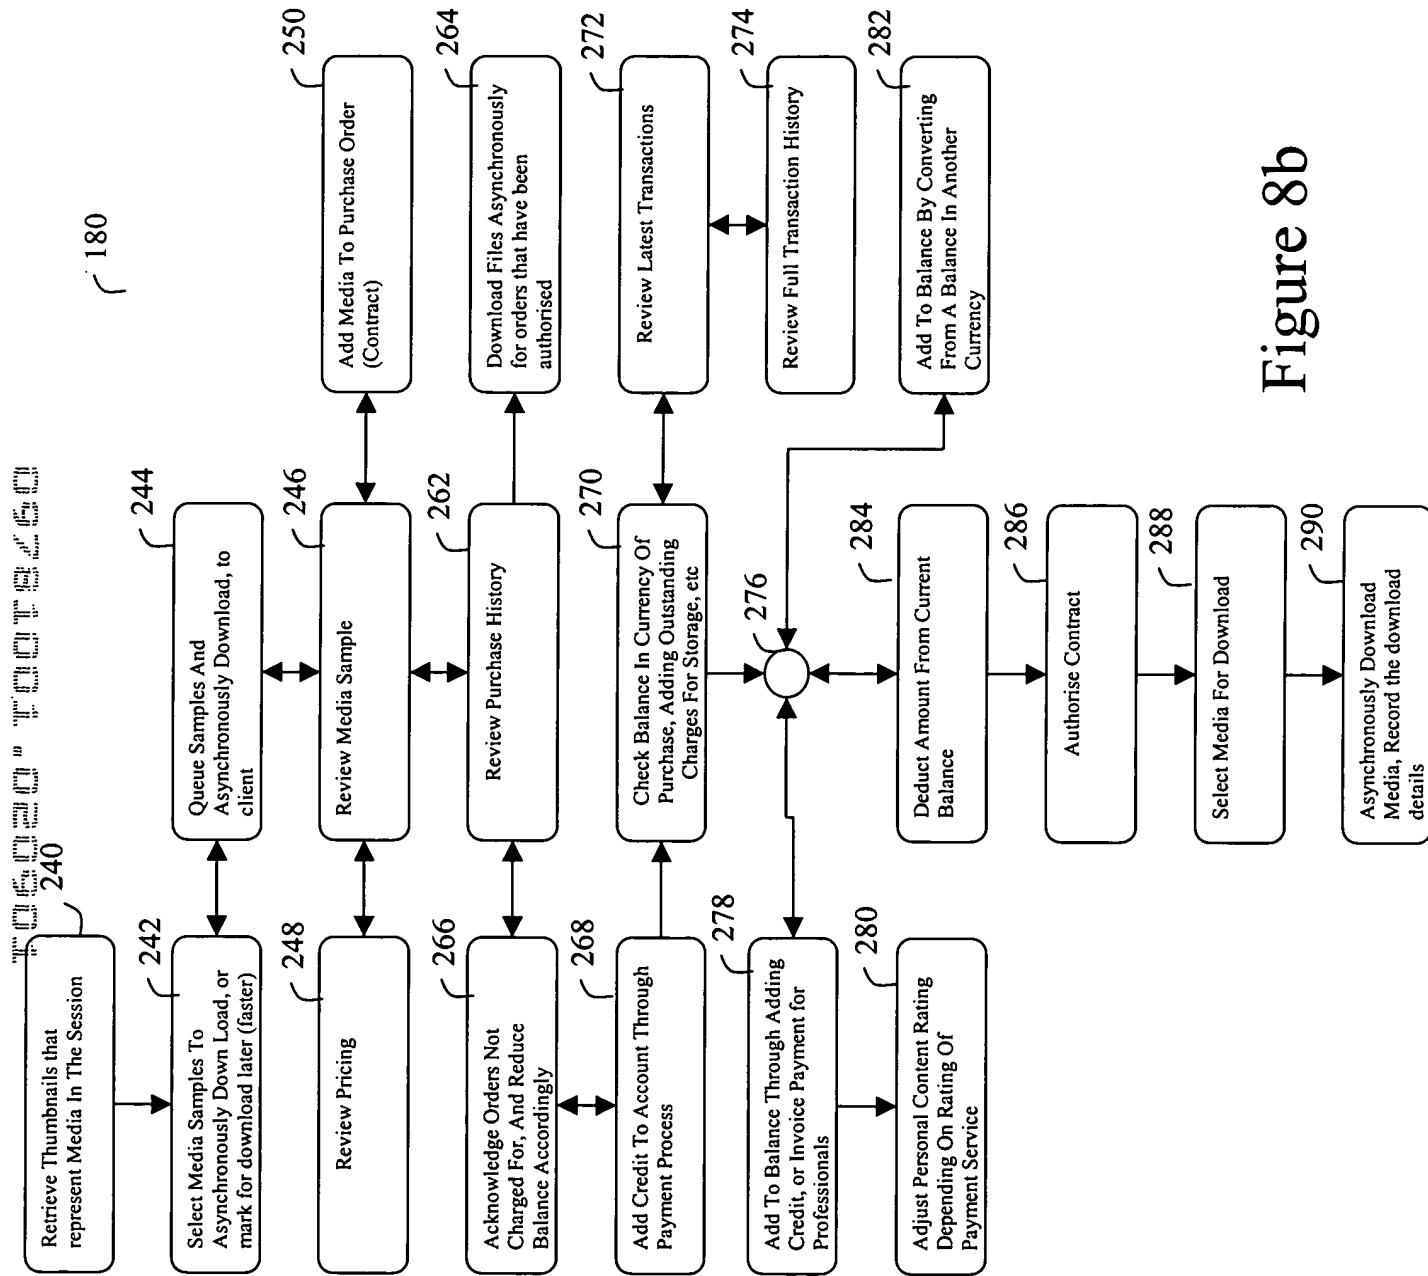 240
Retrieve Thumbnails that
represent Media In The Session
180
242
Select Media Samples To
Asynchronously Down Load, or
mark for download later (faster)
244
Queue Samples And
Asynchronously Download, to
client
248
Review Pricing
246
Review Media Sample
250
Add Media To Purchase Order
(Contract)
266
Acknowledge Orders Not
Charged For, And Reduce
Balance Accordingly
262
Review Purchase History
264
Download Files Asynchronously
for orders that have been
authorised
268
Add Credit To Account Through
Payment Process
270
Check Balance In Currency Of
Purchase, Adding Outstanding
Charges For Storage, etc
272
Review Latest Transactions
278
Add To Balance Through Adding
Credit, or Invoice Payment for
Professionals
276
274
Review Full Transaction History
280
Adjust Personal Content Rating
Depending On Rating Of
Payment Service
284
Deduct Amount From Current
Balance
282
Add To Balance By Converting
From A Balance In Another
Currency
286
Authorise Contract
288
Select Media For Download
290
Asynchronously Download
Media, Record the download
details
Figure 8b